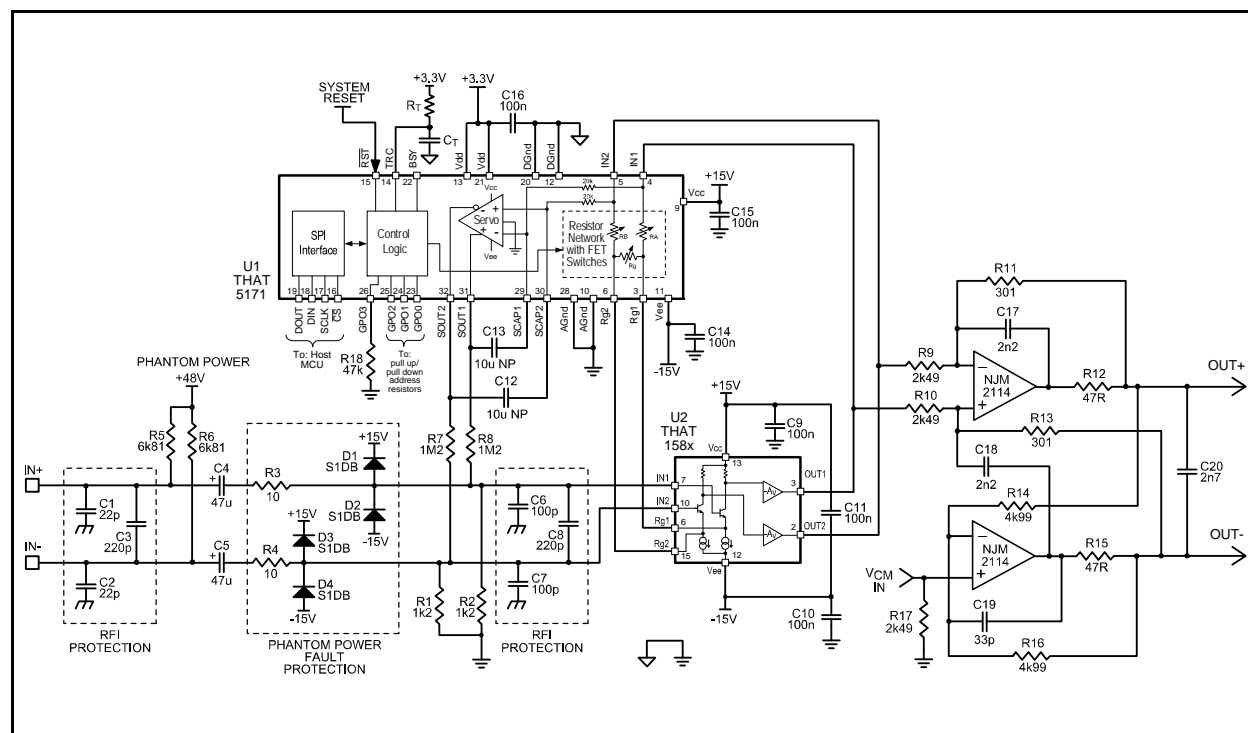 SYSTEM
RESET
+3.3V
RT
CT
+3.3V
C16
100n
RST
TRC
BSY
Vdd
Vdd
DGnd
DGnd
IN2
IN1
15
14
22
13
21
20
12
5
4
U1
THAT
5171
SPI
Interface
Control
Logic
Vcc
Servo
Vee
20k
20k
Resistor
Network
with FET
Switches
RB
RA
Rg
Vcc
9
+15V
C15
100n
19
18
17
16
26
25
24
23
32
31
29
30
28
10
6
3
11
DOUT
DIN
SCLK
CS
GPO3
GPO2
GPO1
GPO0
SOUT2
SOUT1
SCAP1
SCAP2
AGnd
AGnd
Rg2
Rg1
Vee
To: Host
MCU
R18
47k
To:
pull up/
pull down
address
resistors
C13
10u NP
C12
10u NP
C14
100n
-15V
PHANTOM POWER
+48V
R5
6k81
R6
6k81
IN+
IN-
C1
22p
C2
22p
C3
220p
RFI
PROTECTION
C4
+
47u
C5
+
47u
R3
10
R4
10
D1
S1DB
+15V
D2
S1DB
-15V
D3
S1DB
+15V
D4
S1DB
-15V
PHANTOM POWER
FAULT
PROTECTION
R7
1M2
R8
1M2
R1
1k2
R2
1k2
C6
100p
C7
100p
C8
220p
RFI
PROTECTION
U2
THAT
158x
+15V
C9
100n
Vcc
13
IN1
7
IN2
10
Rg1
6
Rg2
15
-AV
-AV
OUT1
3
OUT2
2
12
Vee
-15V
C11
100n
C10
100n
R9
2k49
R10
2k49
R11
301
C17
2n2
NJM
2114
R12
47R
R13
301
C18
2n2
R14
4k99
NJM
2114
R15
47R
VCM
IN
R17
2k49
C19
33p
R16
4k99
C20
2n7
OUT+
OUT-